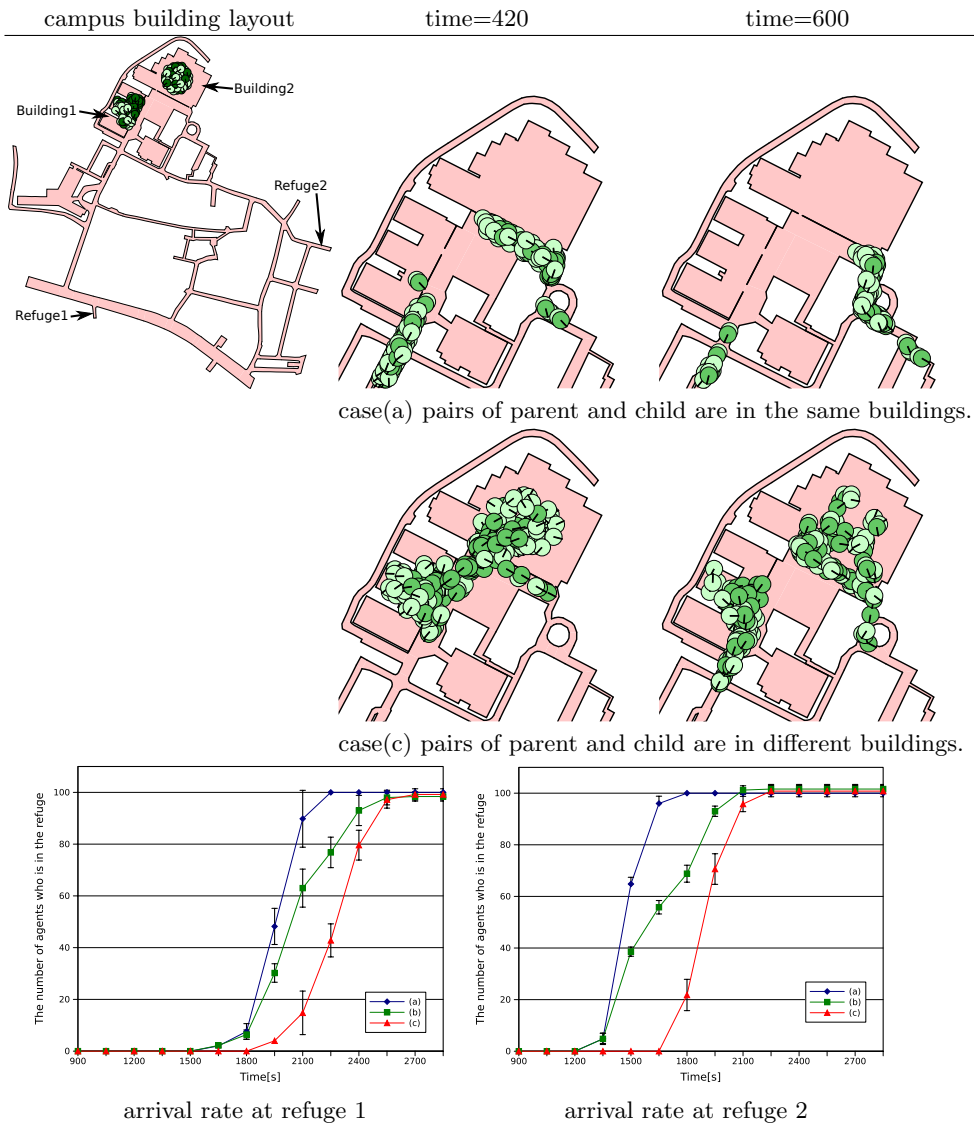 campus building layout
time=420
time=600
Building2
Building1
Refuge2
Refuge1
case(a) pairs of parent and child are in the same buildings.
case(c) pairs of parent and child are in different buildings.
The number of agents who is in the refuge
100
80
60
40
20
0
900
1200
1500
1800
2100
2400
2700
Time[s]
(a)
(b)
(c)
arrival rate at refuge 1
The number of agents who is in the refuge
100
80
60
40
20
0
900
1200
1500
1800
2100
2400
2700
Time[s]
(a)
(b)
(c)
arrival rate at refuge 2